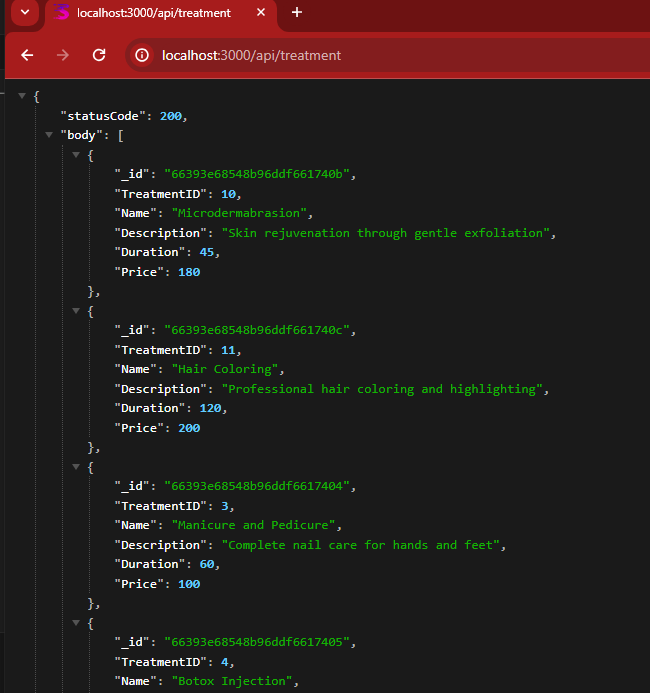 localhost:3000/api/treatment
localhost:3000/api/treatment
{
"statusCode": 200,
"body": [
{
"_id": "66393e68548b96ddf661740b",
"TreatmentID": 10,
"Name": "Microdermabrasion",
"Description": "Skin rejuvenation through gentle exfoliation",
"Duration": 45,
"Price": 180
},
{
"_id": "66393e68548b96ddf661740c",
"TreatmentID": 11,
"Name": "Hair Coloring",
"Description": "Professional hair coloring and highlighting",
"Duration": 120,
"Price": 200
},
{
"_id": "66393e68548b96ddf6617404",
"TreatmentID": 3,
"Name": "Manicure and Pedicure",
"Description": "Complete nail care for hands and feet",
"Duration": 60,
"Price": 100
},
{
"_id": "66393e68548b96ddf6617405",
"TreatmentID": 4,
"Name": "Botox Injection",